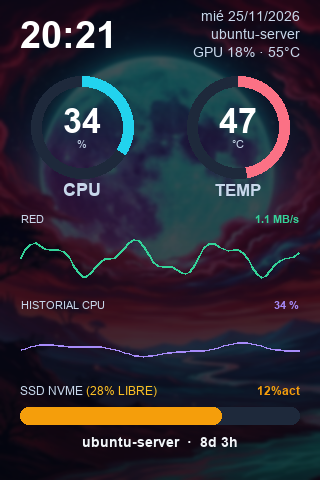 20:21
mié 25/11/2026
ubuntu-server
GPU 18% · 55°C
34
%
CPU
47
°C
TEMP
RED 1.1 MB/s
HISTORIAL CPU 34 %
SSD NVME (28% LIBRE) 12%act
ubuntu-server · 8d 3h